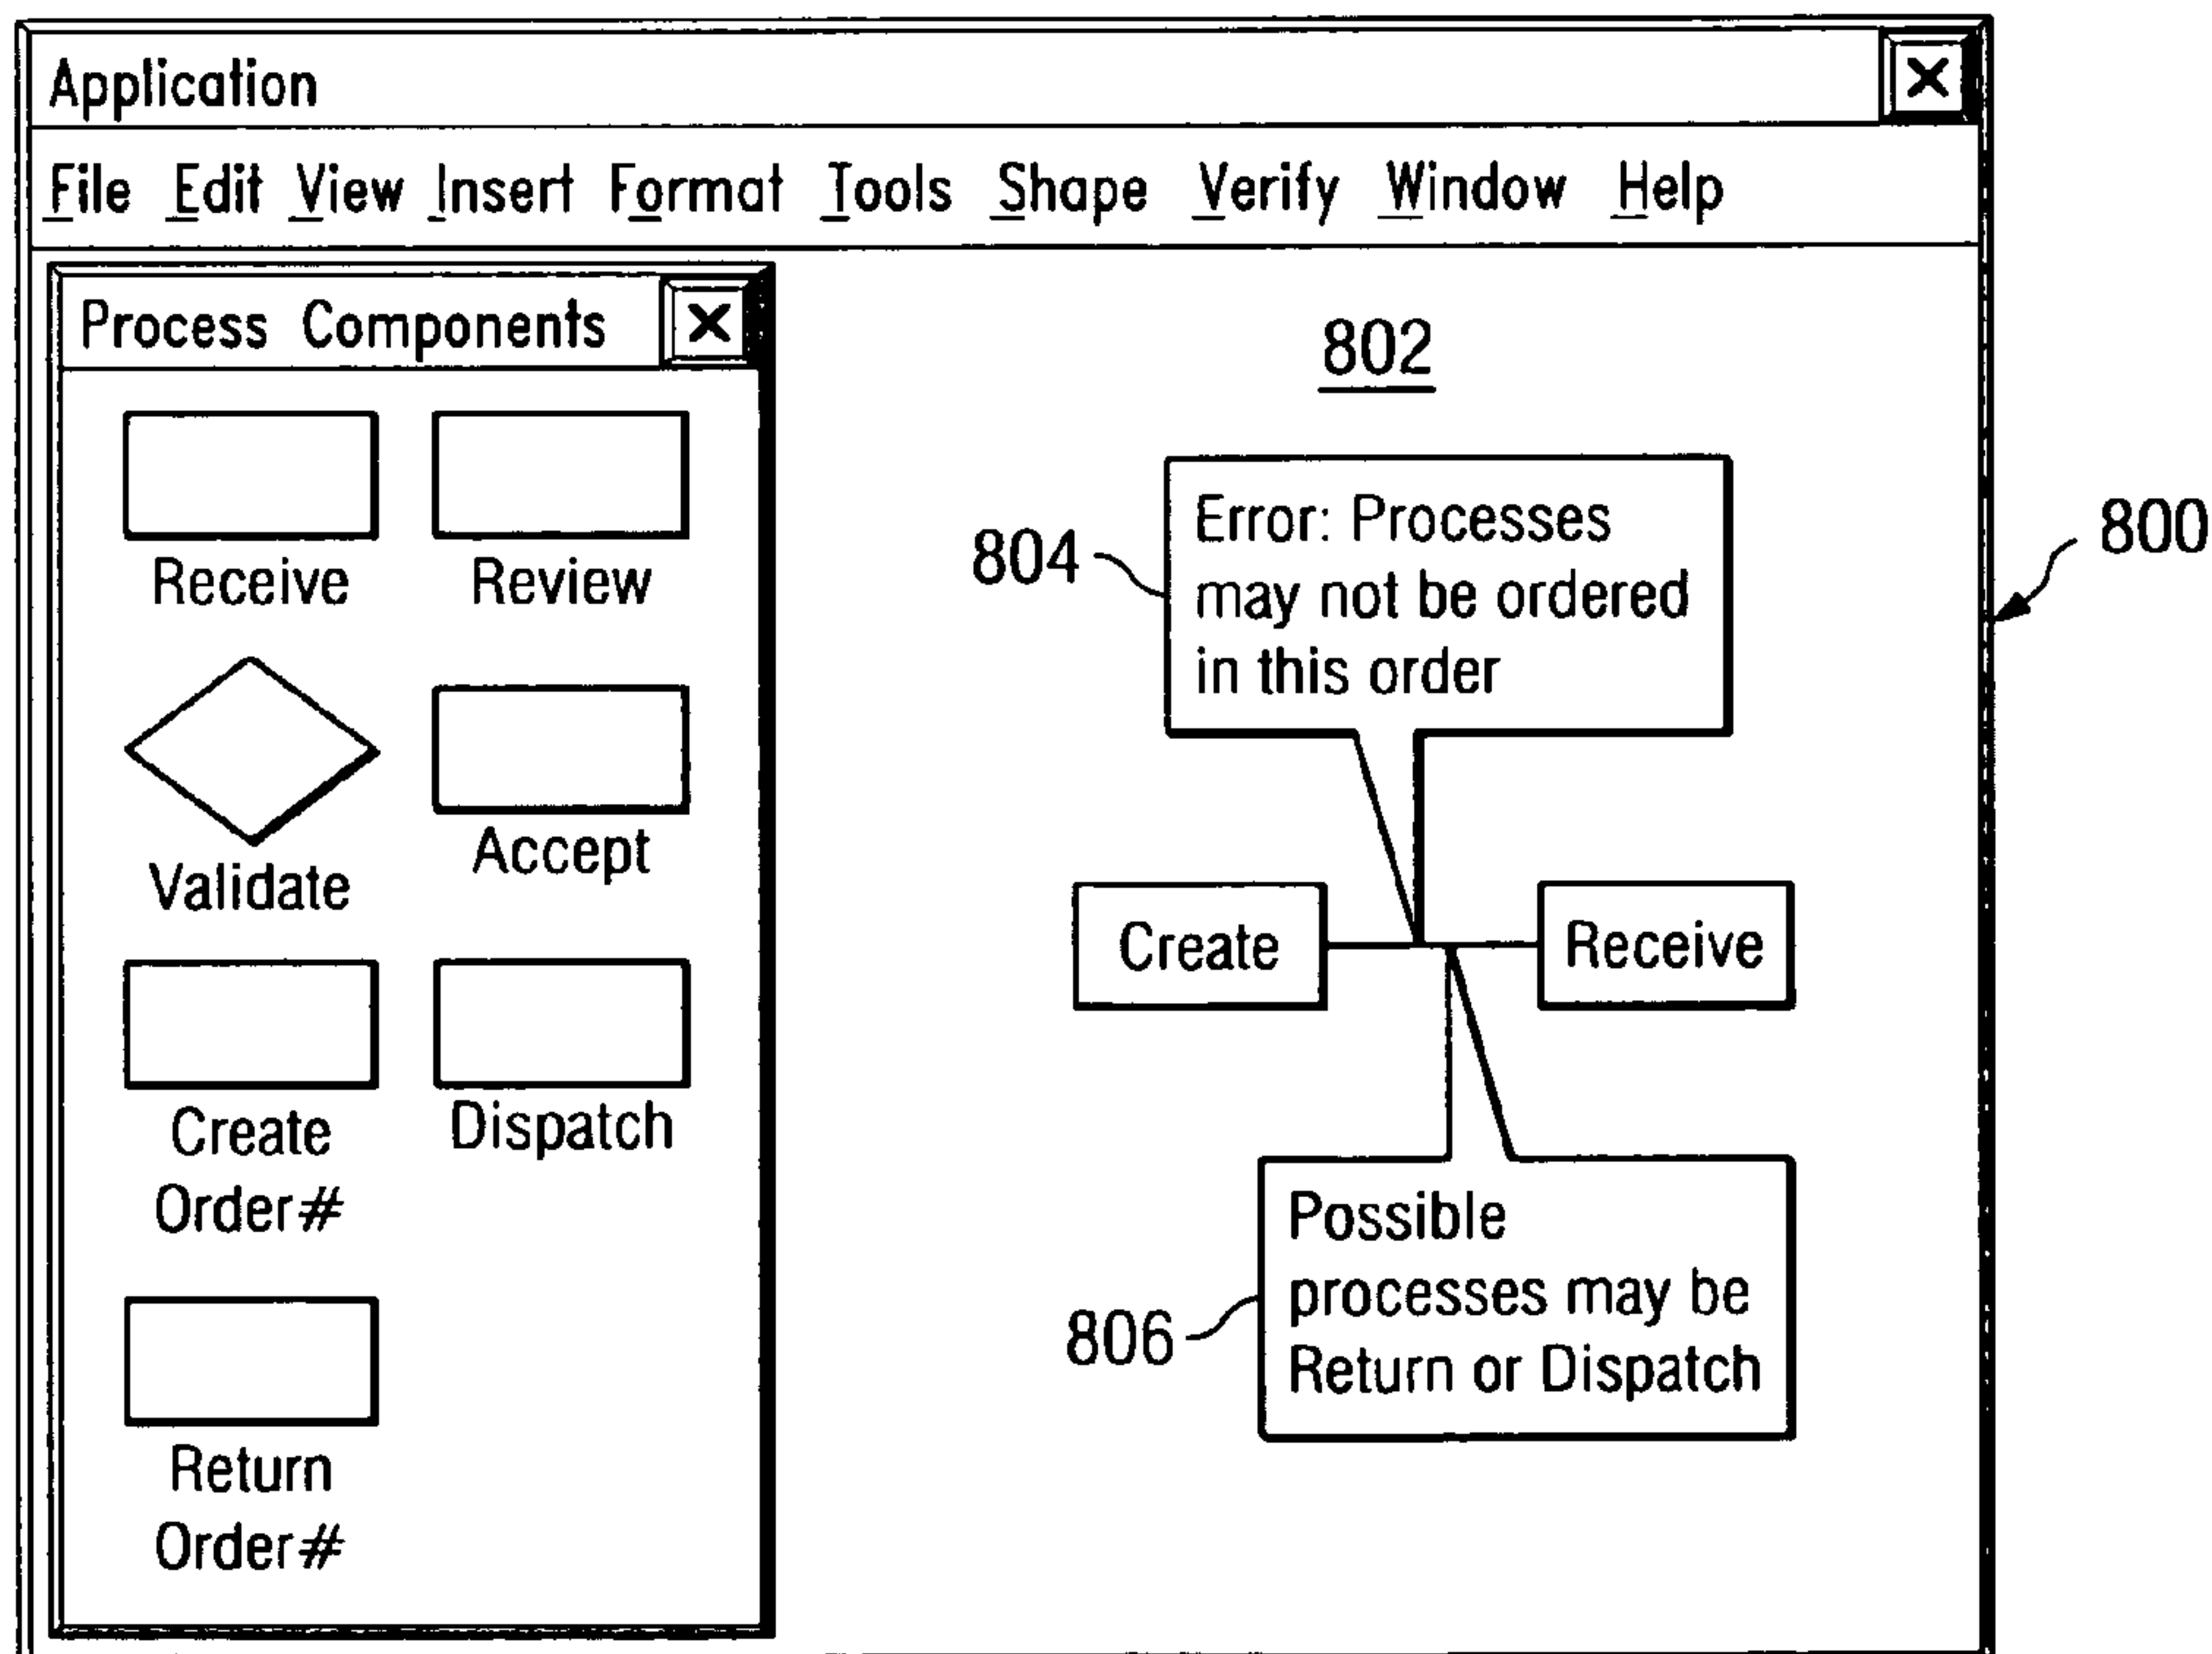 Application
File Edit View Insert Format Tools Shape Verify Window Help
Process Components
Receive Review
Validate
Accept
Create
Order#
Dispatch
Return
Order#
802
804
Error: Processes
may not be ordered
in this order
800
Create
Receive
806
Possible
processes may be
Return or Dispatch